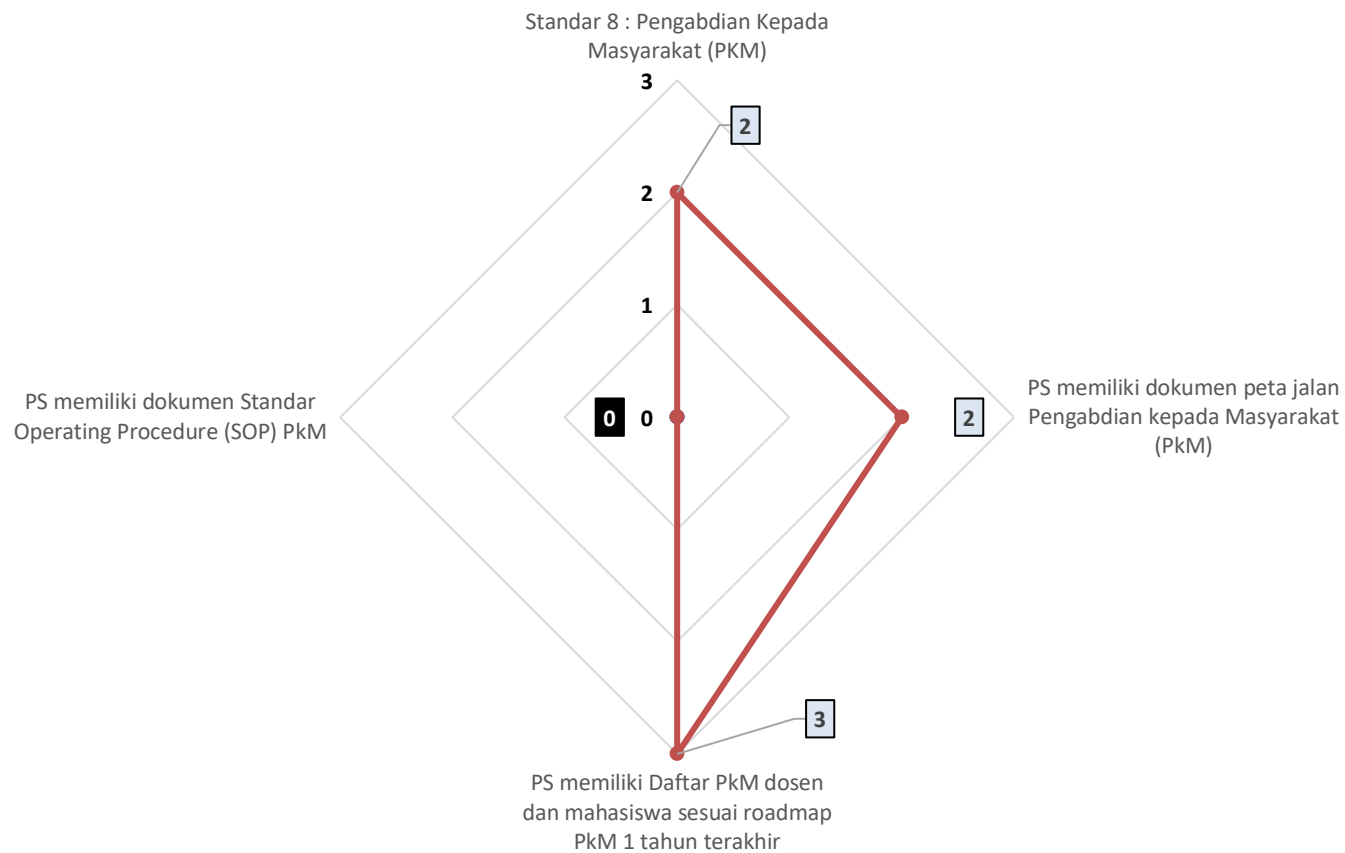 Standar 8 : Pengabdian Kepada
Masyarakat (PKM)
3
2
2
1
PS memiliki dokumen Standar
Operating Procedure (SOP) PkM
0
0
2
PS memiliki dokumen peta jalan
Pengabdian kepada Masyarakat
(PkM)
3
PS memiliki Daftar PkM dosen
dan mahasiswa sesuai roadmap
PkM 1 tahun terakhir